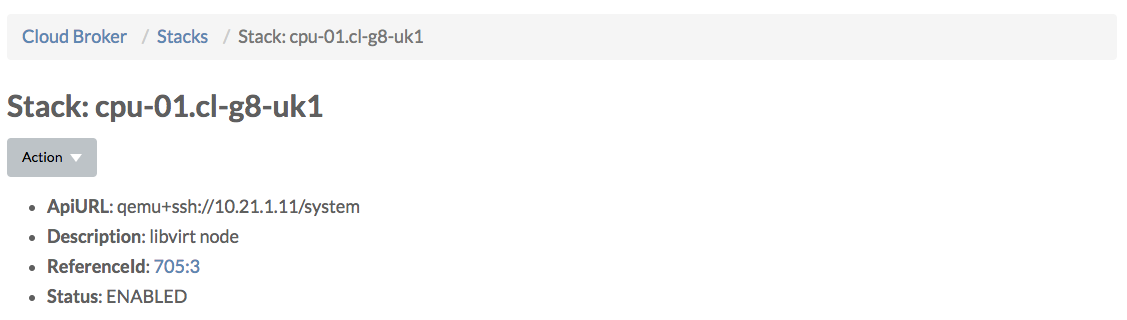 Cloud Broker / Stacks / Stack: cpu-01.cl-g8-uk1
Stack: cpu-01.cl-g8-uk1
Action
ApiURL: qemu+ssh://10.21.1.11/system
Description: libvirt node
ReferenceId: 705:3
Status: ENABLED